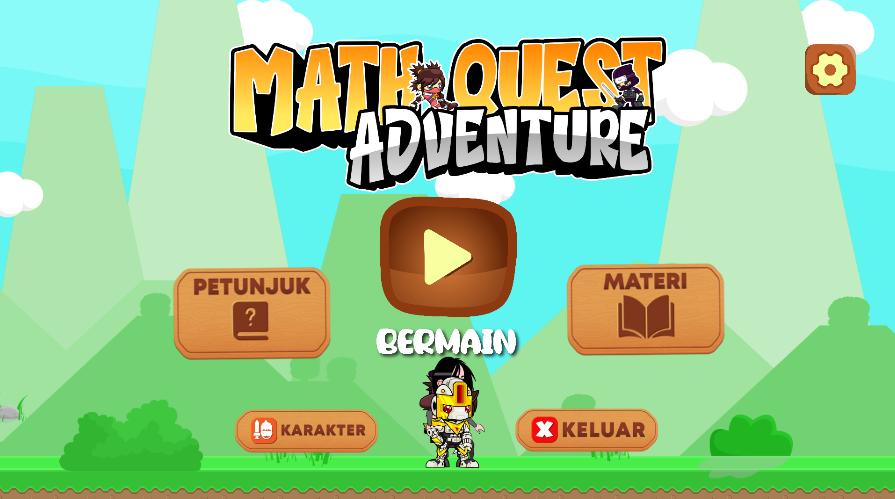 MATH QUEST
ADVENTURE
PETUNJUK
?
MATERI
BERMAIN
KARAKTER
X KELUAR